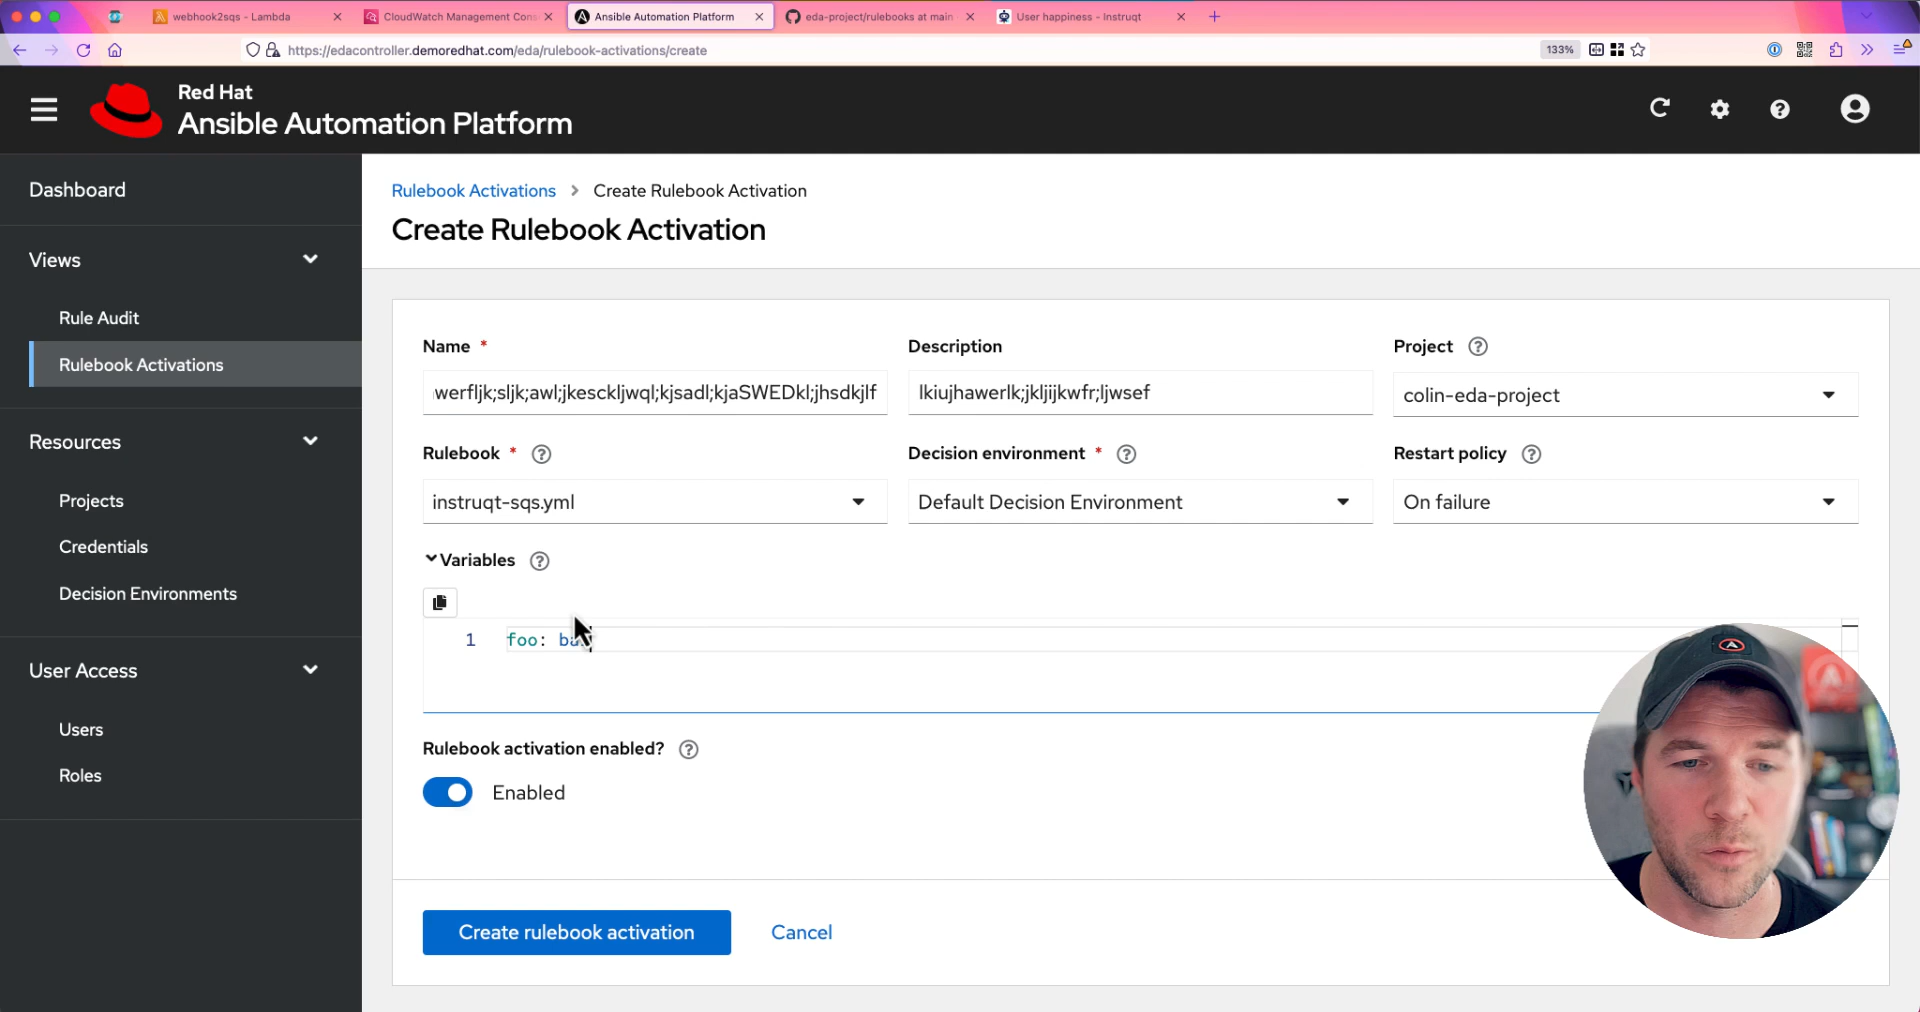 webhook2sqs - Lambda
CloudWatch Management Cons
Ansible Automation Platform
eda-project/rulebooks at main
User happiness - Instruqt
https://edacontroller.demoredhat.com/eda/rulebook-activations/create
133%
Red Hat
Ansible Automation Platform
Dashboard
Views
Rule Audit
Rulebook Activations
Resources
Projects
Credentials
Decision Environments
User Access
Users
Roles
Rulebook Activations > Create Rulebook Activation
Create Rulebook Activation
Name *
Description
Project
werfljk;sljk;awl;jkesckljwql;kjsadl;kjaSWEDkl;jhsdkjlf
lkiujhawerlk;jkljijkwfr;ljwsef
colin-eda-project
Rulebook *
Decision environment *
Restart policy
instruqt-sqs.yml
Default Decision Environment
On failure
Variables
1 foo:
Rulebook activation enabled?
Enabled
Create rulebook activation
Cancel